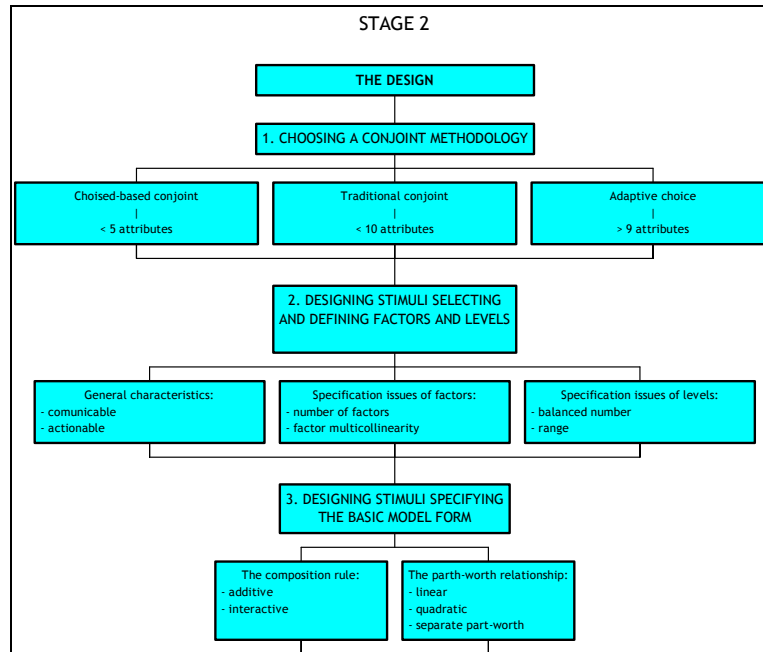 STAGE 2
THE DESIGN
1. CHOOSING A CONJOINT METHODOLOGY
Choised-based conjoint
|
< 5 attributes
Traditional conjoint
|
< 10 attributes
Adaptive choice
|
> 9 attributes
2. DESIGNING STIMULI SELECTING
AND DEFINING FACTORS AND LEVELS
General characteristics:
- comunicable
- actionable
Specification issues of factors:
- number of factors
- factor multicollinearity
Specification issues of levels:
- balanced number
- range
3. DESIGNING STIMULI SPECIFYING
THE BASIC MODEL FORM
The composition rule:
- additive
- interactive
The parth-worth relationship:
- linear
- quadratic
- separate part-worth